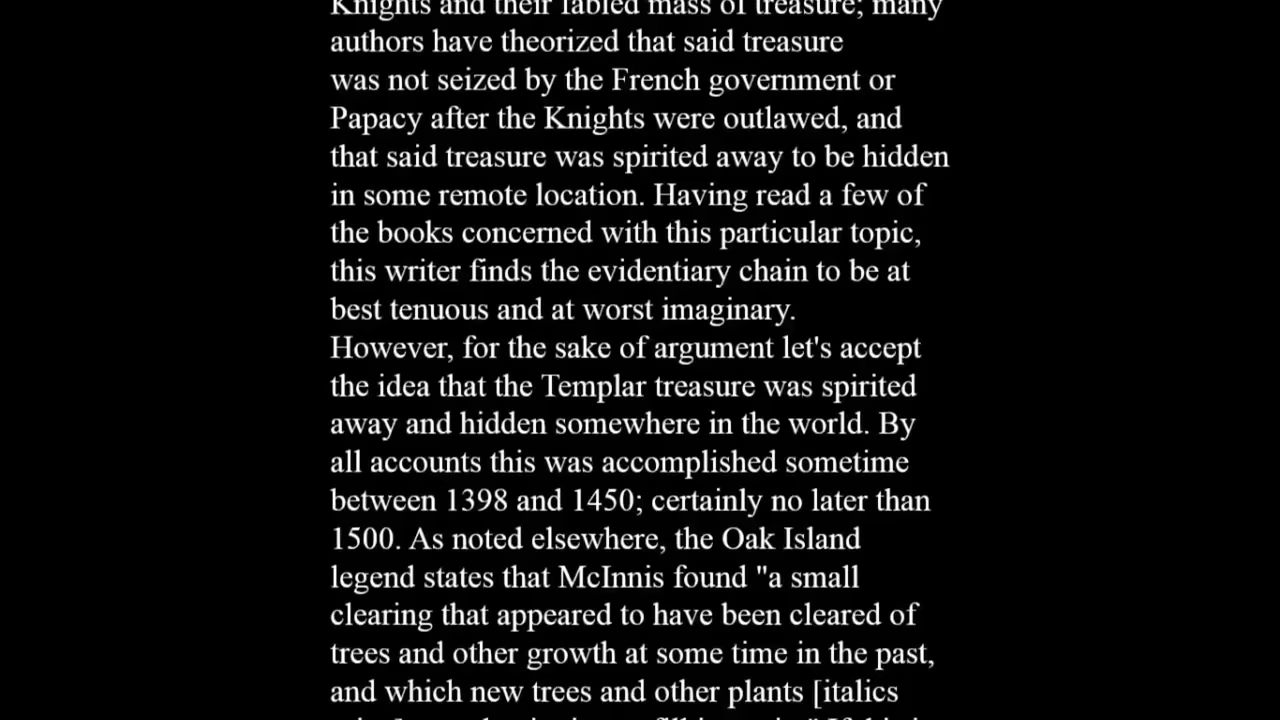 Knights and their fabled mass of treasure; many
authors have theorized that said treasure
was not seized by the French government or
Papacy after the Knights were outlawed, and
that said treasure was spirited away to be hidden
in some remote location. Having read a few of
the books concerned with this particular topic,
this writer finds the evidentiary chain to be at
best tenuous and at worst imaginary.
However, for the sake of argument let's accept
the idea that the Templar treasure was spirited
away and hidden somewhere in the world. By
all accounts this was accomplished sometime
between 1398 and 1450; certainly no later than
1500. As noted elsewhere, the Oak Island
legend states that McInnis found "a small
clearing that appeared to have been cleared of
trees and other growth at some time in the past,
and which new trees and other plants [italics